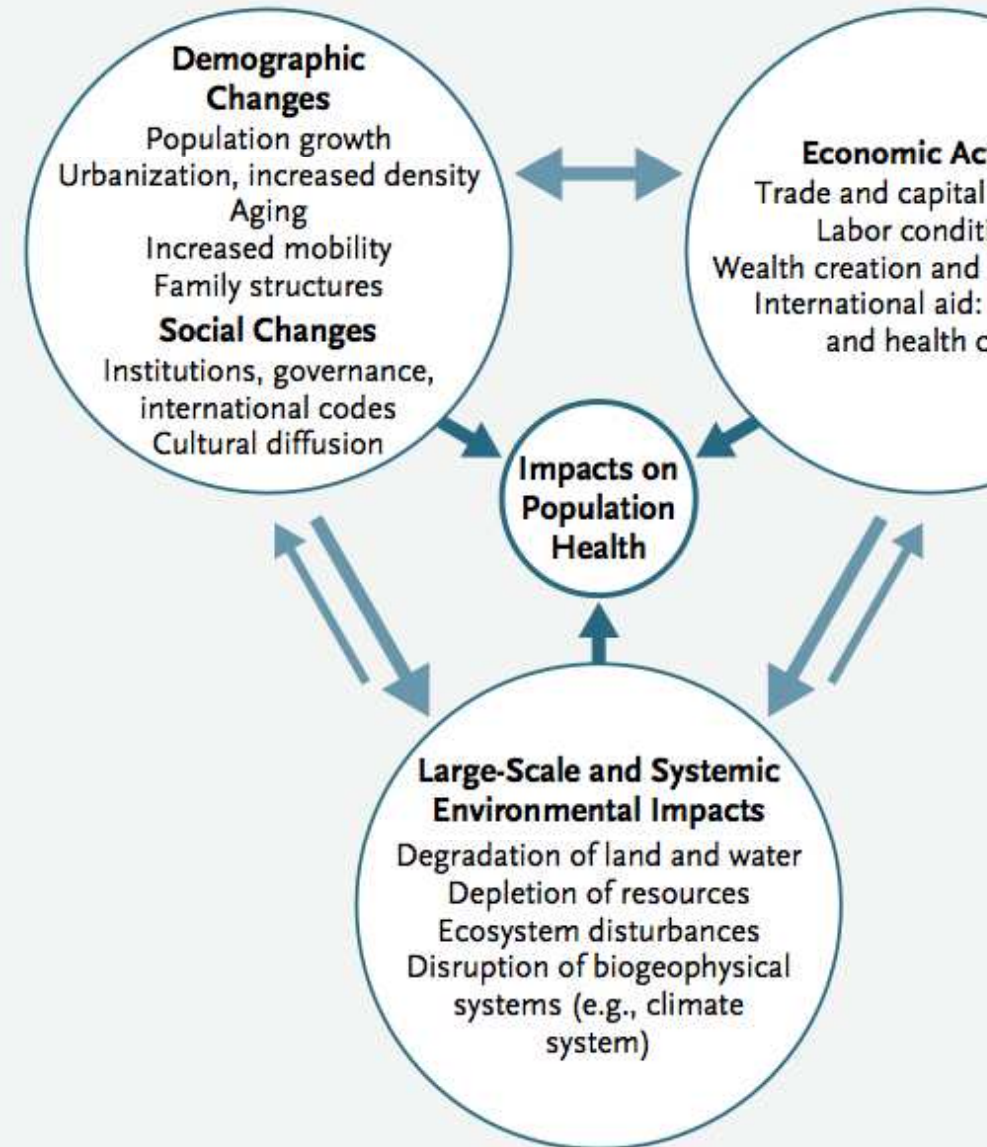 Demographic
Changes
Population growth
Urbanization, increased density
Aging
Increased mobility
Family structures
Social Changes
Institutions, governance,
international codes
Cultural diffusion
Economic
Trade and capital
Labor
Wealth creation and
International aid:
and health
Impacts on
Population
Health
Large-Scale and Systemic
Environmental Impacts
Degradation of land and water
Depletion of resources
Ecosystem disturbances
Disruption of biogeophysical
systems (e.g., climate
system)